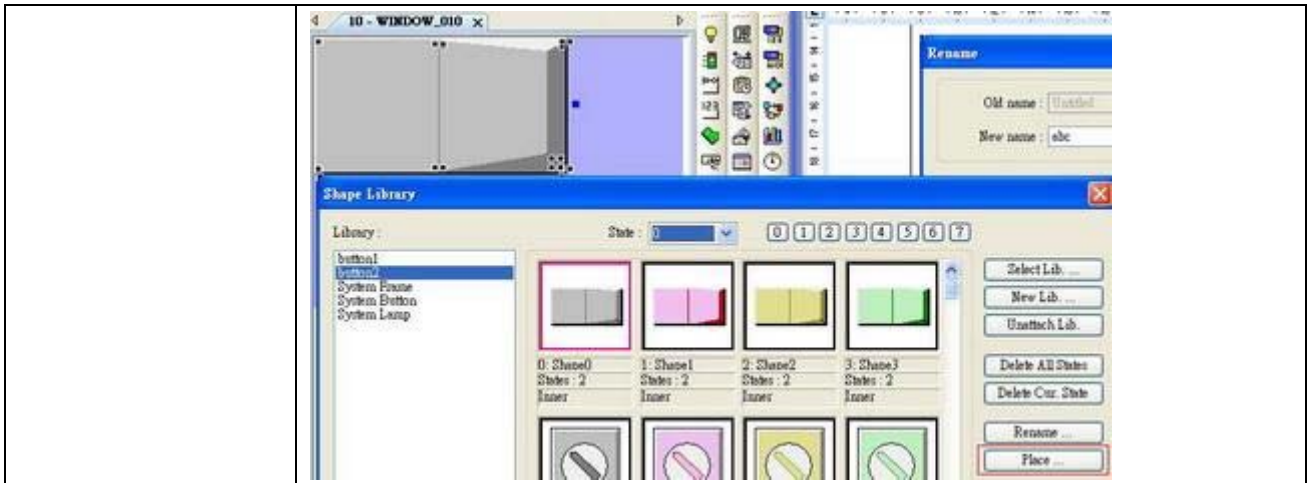 10 - WINDOW_010
Rename
Old name : Untitled
New name : abc
Shape Library
Library :
State : 0
0 1 2 3 4 5 6 7
button1
button2
System Frame
System Button
System Lamp
Select Lib. ...
New Lib. ...
Unattach Lib.
0: Shape0
States : 2
Inner
1: Shape1
States : 2
Inner
2: Shape2
States : 2
Inner
3: Shape3
States : 2
Inner
Delete All States
Delete Cur. State
Rename ...
Place ...